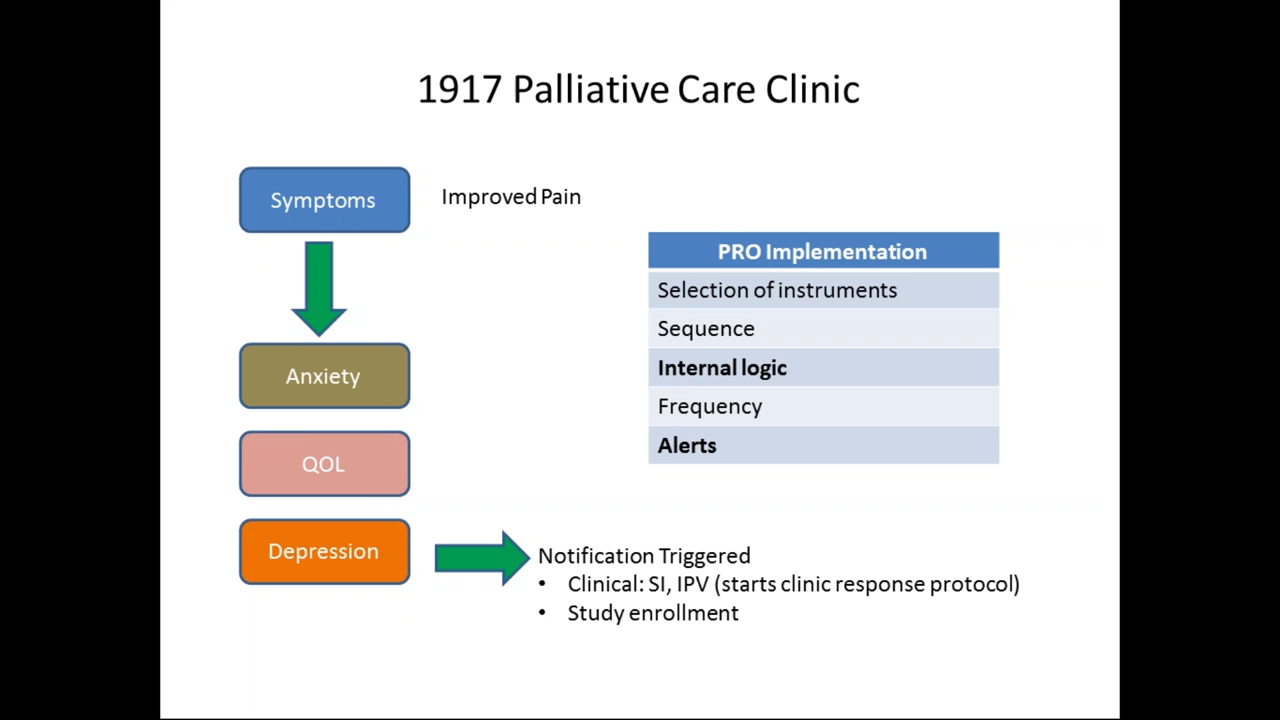 1917 Palliative Care Clinic
Symptoms
Improved Pain
Anxiety
QOL
Depression
PRO Implementation
Selection of instruments
Sequence
Internal logic
Frequency
Alerts
Notification Triggered
• Clinical: SI, IPV (starts clinic response protocol)
• Study enrollment